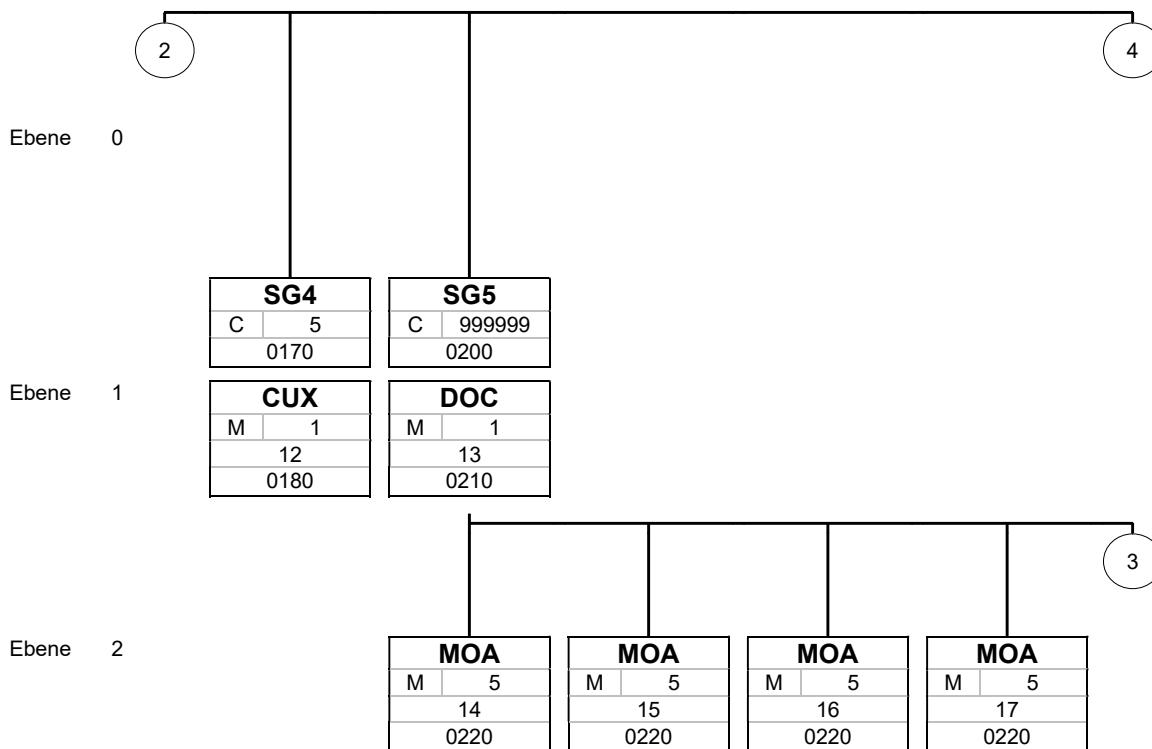 2 4
Ebene 0
SG4 SG5
C 5 C 999999
0170 0200
Ebene 1
CUX DOC
M 1 M 1
12 13
0180 0210
3
Ebene 2
MOA MOA MOA MOA
M 5 M 5 M 5 M 5
14 15 16 17
0220 0220 0220 0220